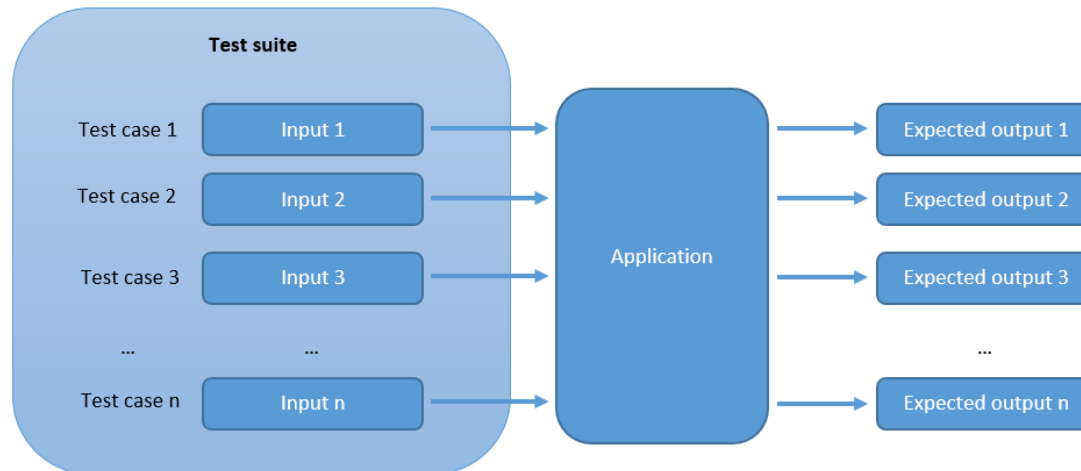 Test suite
Test case 1 Input 1 Expected output 1
Test case 2 Input 2 Expected output 2
Application
Test case 3 Input 3 Expected output 3
... ... ...
Test case n Input n Expected output n